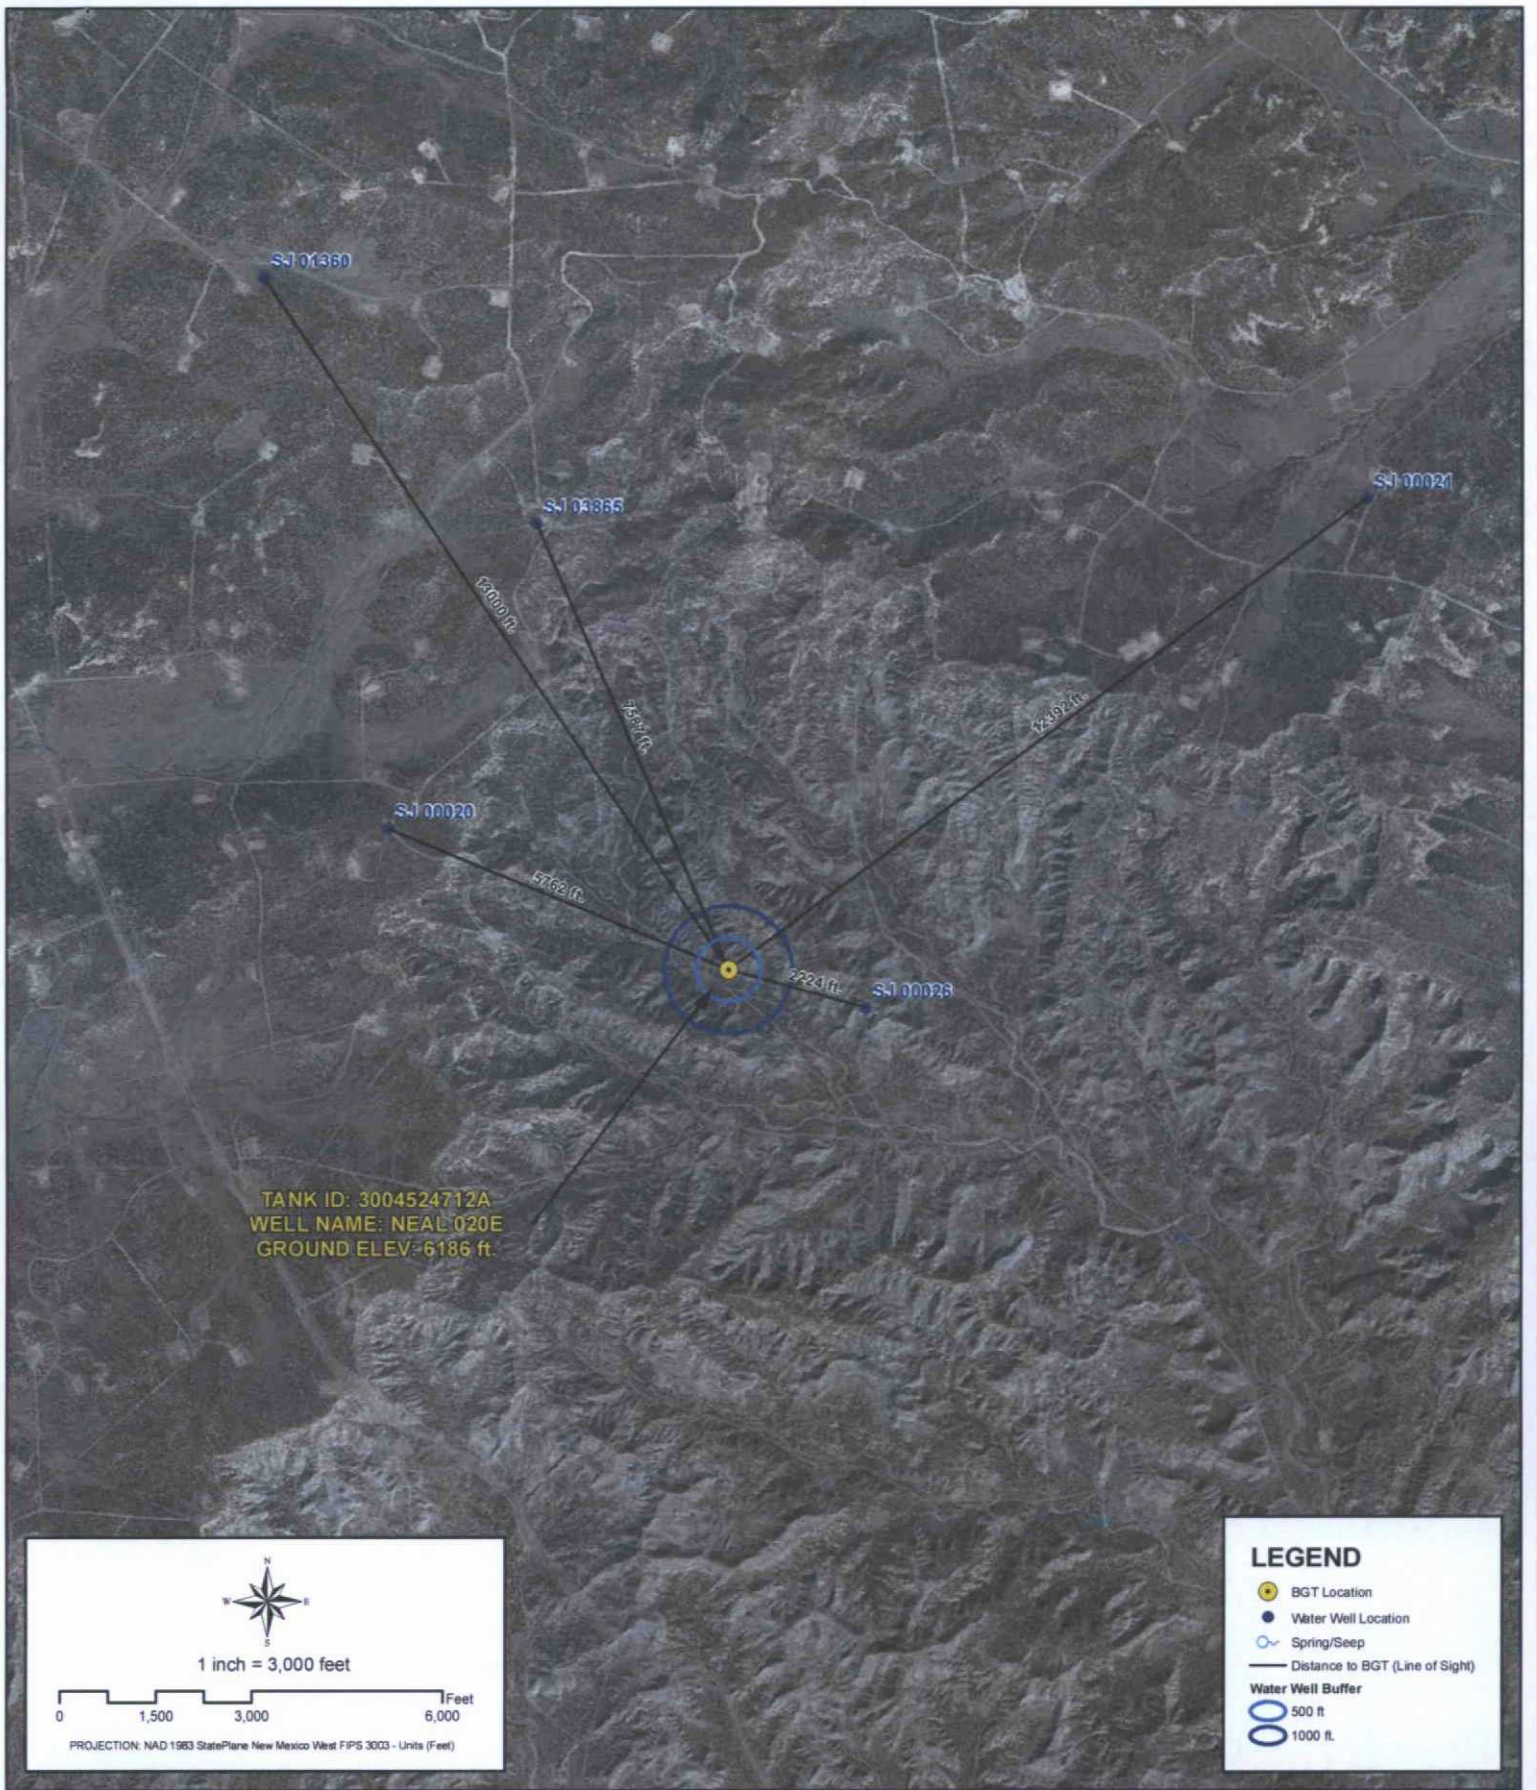 SJ 01360
SJ 00021
SJ 03865
13000 ft.
12392 ft.
SJ 00020
5762 ft.
2224 ft.
SJ 00026
TANK ID: 3004524712A
WELL NAME: NEAL 020E
GROUND ELEV: 6186 ft.
N
W E
S
1 inch = 3,000 feet
Feet
0 1,500 3,000 6,000
PROJECTION: NAD 1983 StatePlane New Mexico West FIPS 3003 - Units (Feet)
LEGEND
BGT Location
Water Well Location
Spring/Seep
Distance to BGT (Line of Sight)
Water Well Buffer
500 ft
1000 ft.